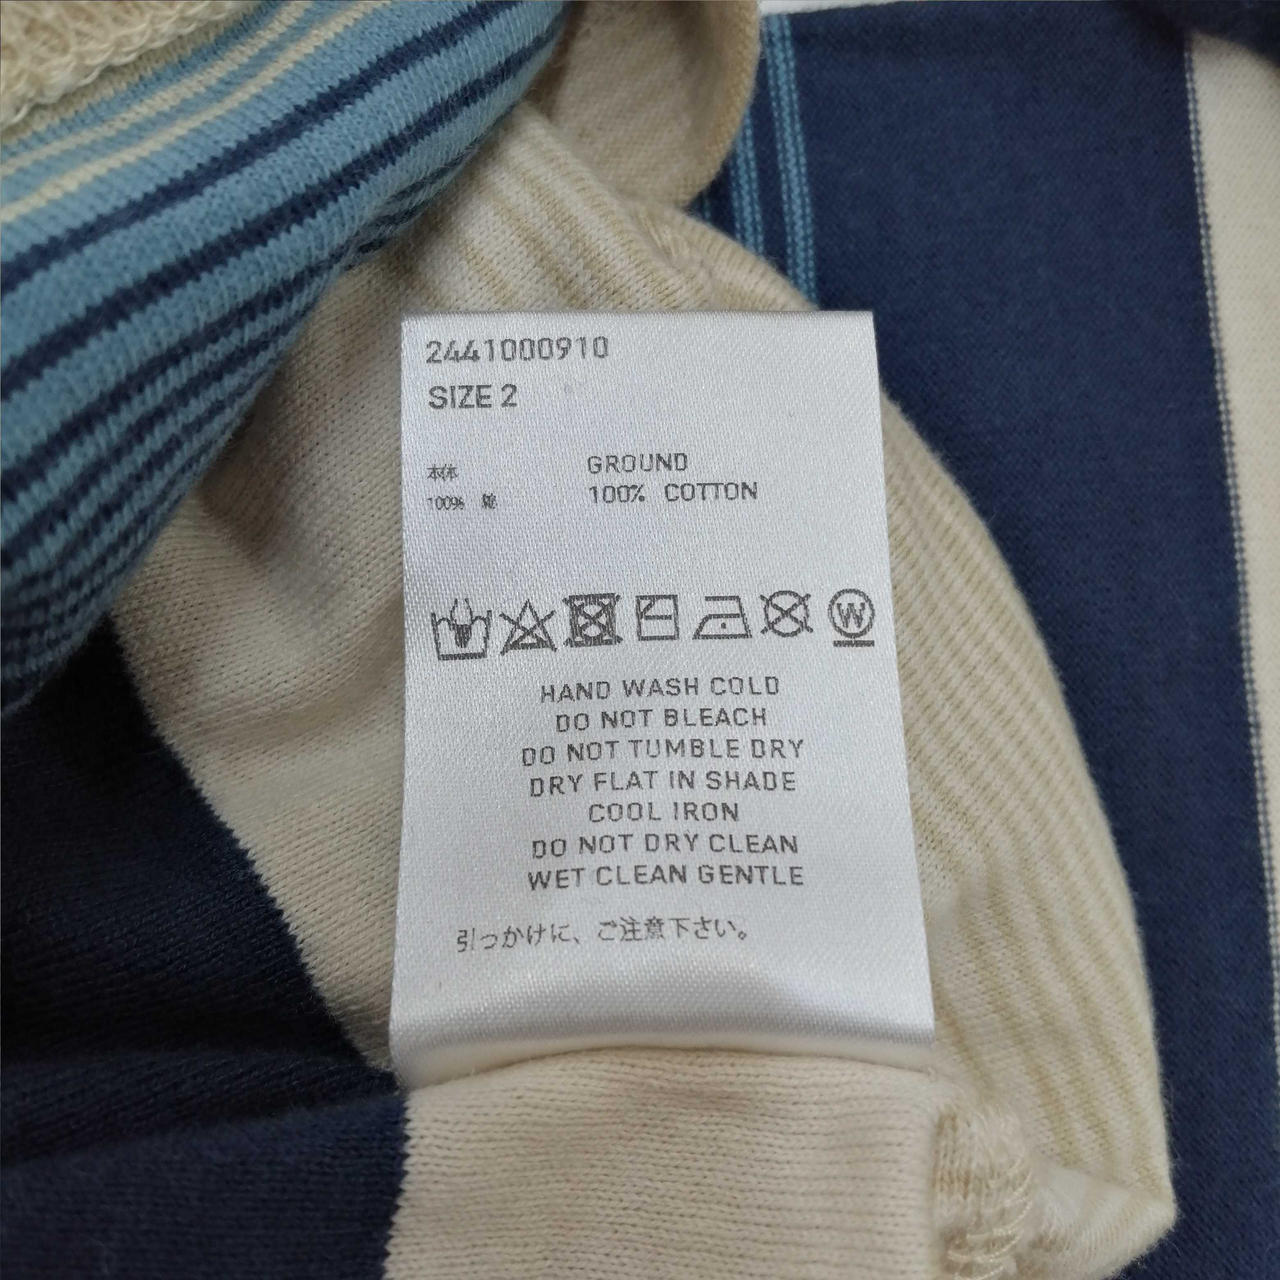 2441000910
SIZE 2
本体
100% 綿
GROUND
100% COTTON
W
HAND WASH COLD
DO NOT BLEACH
DO NOT TUMBLE DRY
DRY FLAT IN SHADE
COOL IRON
DO NOT DRY CLEAN
WET CLEAN GENTLE
引っかけに、ご注意下さい。